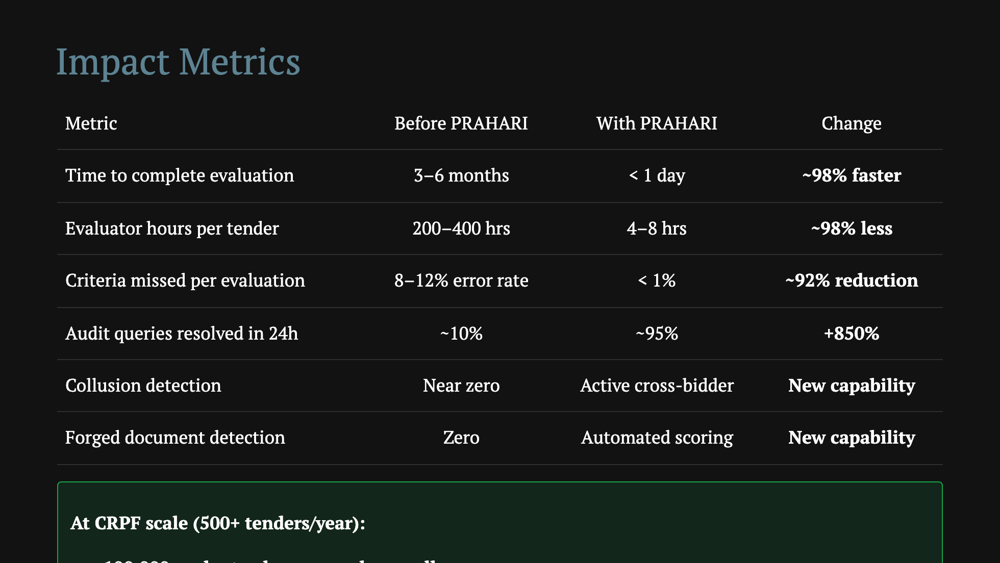 Impact Metrics
Metric Before PRAHARI With PRAHARI Change
Time to complete evaluation 3–6 months < 1 day ~98% faster
Evaluator hours per tender 200–400 hrs 4–8 hrs ~98% less
Criteria missed per evaluation 8–12% error rate < 1% ~92% reduction
Audit queries resolved in 24h ~10% ~95% +850%
Collusion detection Near zero Active cross-bidder New capability
Forged document detection Zero Automated scoring New capability
At CRPF scale (500+ tenders/year):